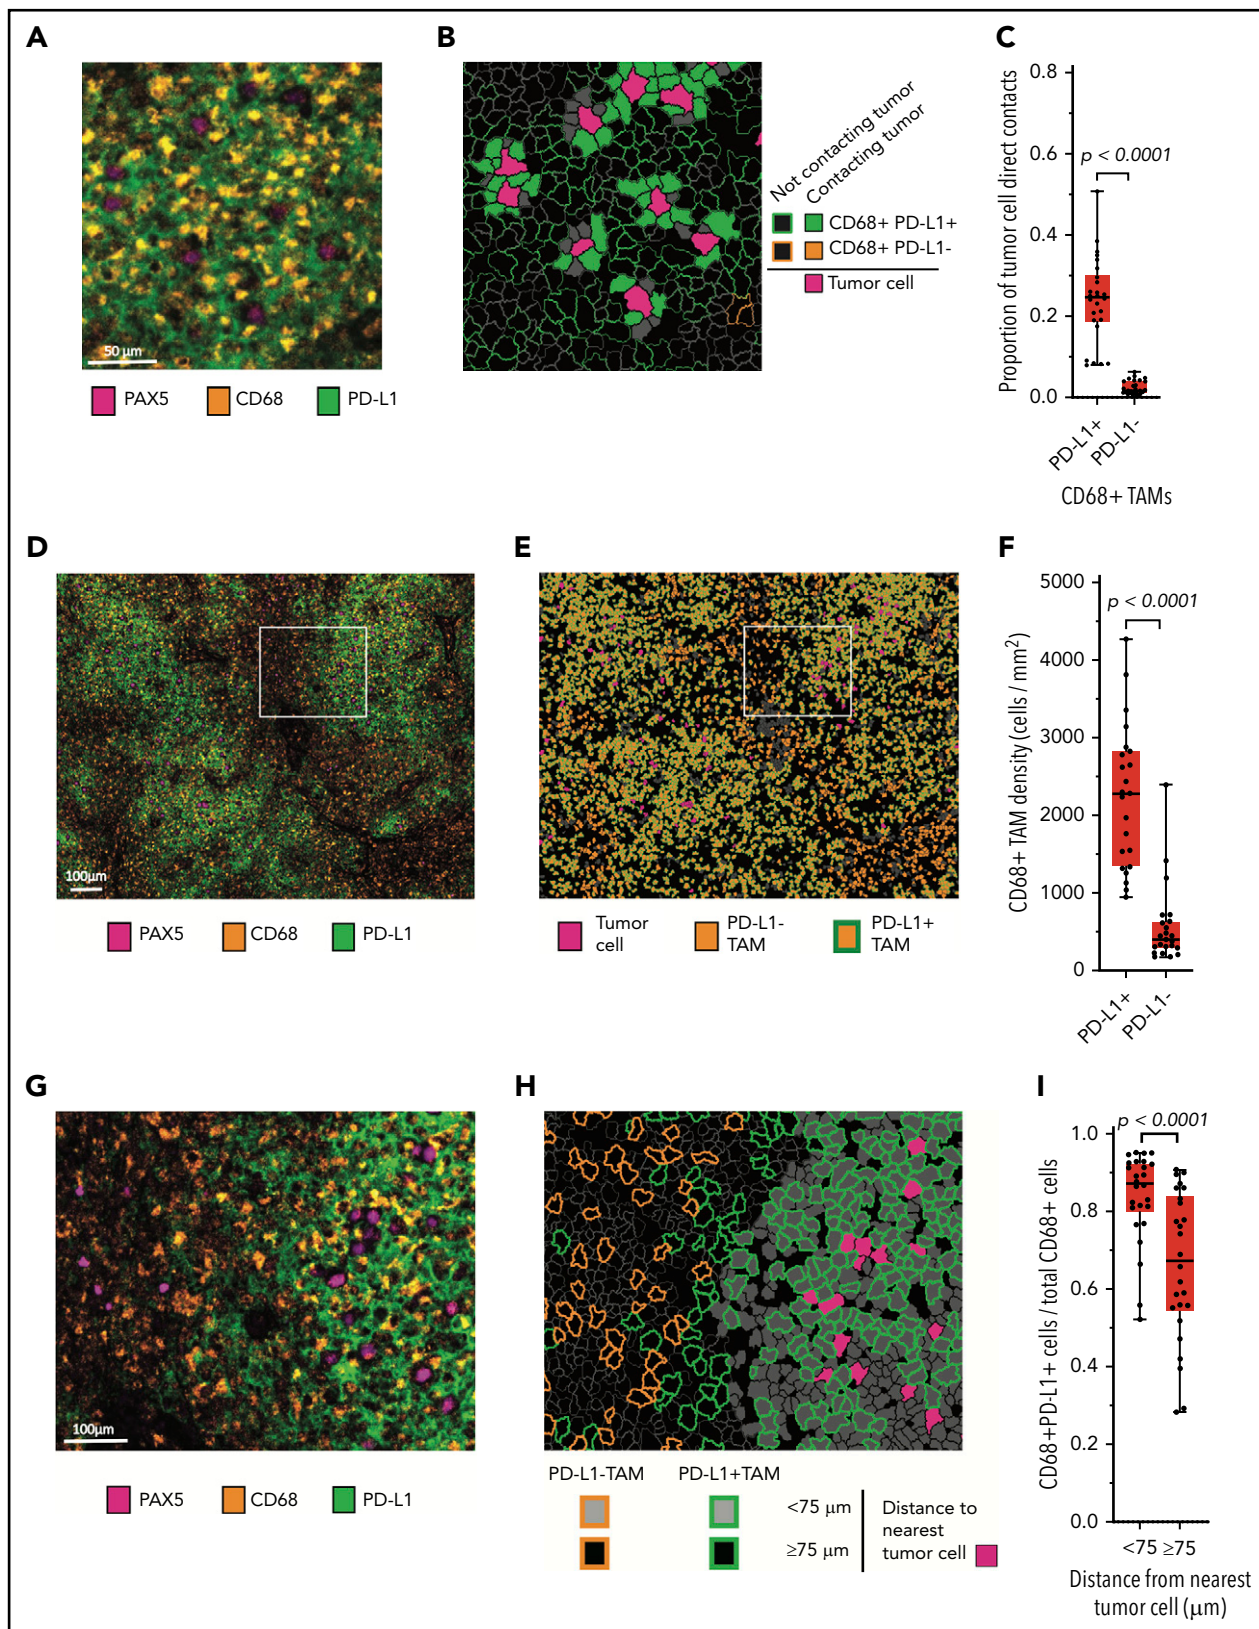 A
50 µm
PAX5
CD68
PD-L1
B
Not contacting tumor
Contacting tumor
CD68+ PD-L1+
CD68+ PD-L1-
Tumor cell
C
Proportion of tumor cell direct contacts
0.8
0.6
0.4
0.2
0.0
p < 0.0001
PD-L1+
PD-L1-
CD68+ TAMs
D
100µm
PAX5
CD68
PD-L1
E
Tumor
cell
PD-L1-
TAM
PD-L1+
TAM
F
CD68+ TAM density (cells / mm²)
5000
4000
3000
2000
1000
0
p < 0.0001
PD-L1+
PD-L1-
G
100µm
PAX5
CD68
PD-L1
H
PD-L1-TAM
PD-L1+TAM
<75 µm
≥75 µm
Distance to
nearest
tumor cell
I
CD68+PD-L1+ cells / total CD68+ cells
1.0
0.8
0.6
0.4
0.2
0.0
p < 0.0001
<75 ≥75
Distance from nearest
tumor cell (µm)